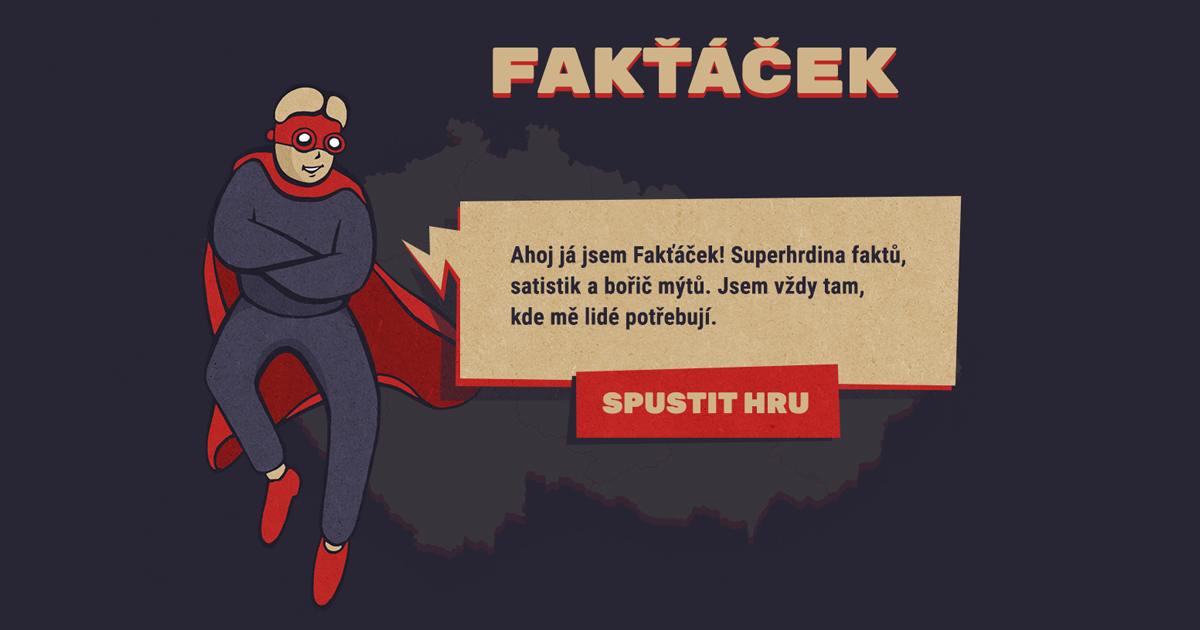 FAKŤÁČEK
Ahoj já jsem Fakťáček! Superhrdina faktů,
satistik a bořič mýtů. Jsem vždy tam,
kde mě lidé potřebují.
SPUSTIT HRU